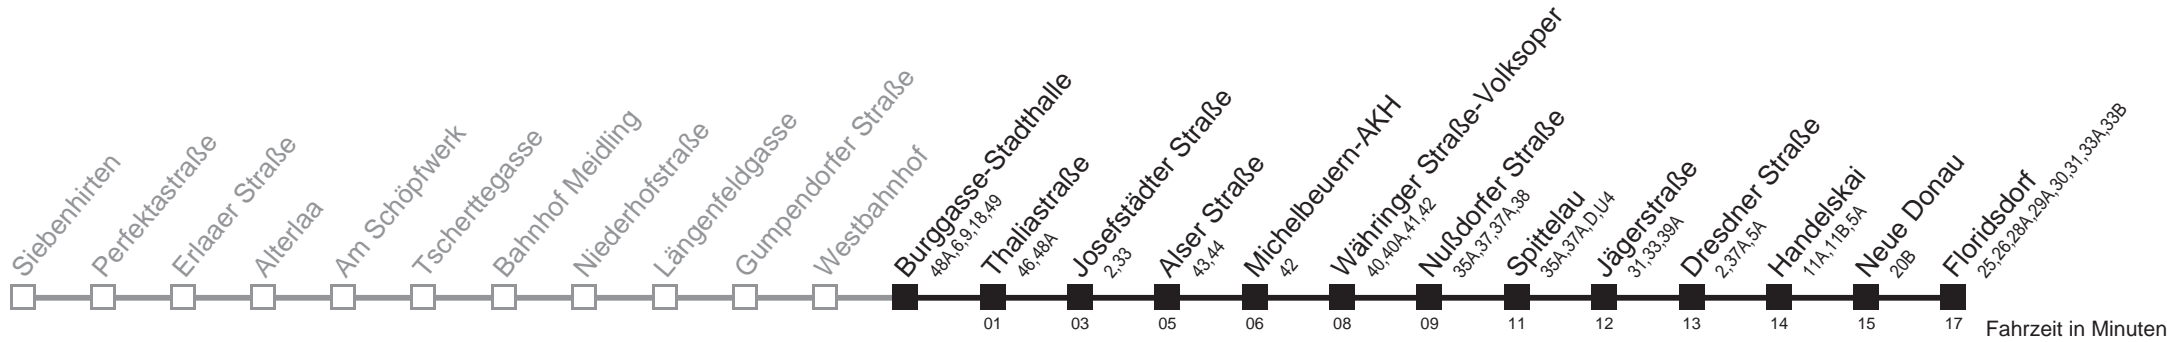 Siebenhirten
Perfektastraße
Erlaaer Straße
Alterlaa
Am Schöpfwerk
Tscherttegasse
Bahnhof Meidling
Niederhofstraße
Längenfeldgasse
Gumpendorfer Straße
Westbahnhof
Burggasse-Stadthalle
48A,6,9,18,49
Thaliastraße
46,48A
Josefstädter Straße
2,33
Alser Straße
43,44
Michelbeuern-AKH
42
Währinger Straße-Volksoper
40,40A,41,42
Nußdorfer Straße
35A,37,37A,38
Spittelau
35A,37A,D,U4
Jägerstraße
31,33,39A
Dresdner Straße
2,37A,5A
Handelskai
11A,11B,5A
Neue Donau
20B
Floridsdorf
25,26,28A,29A,30,31,33A,33B
01 03 05 06 08 09 11 12 13 14 15 17
Fahrzeit in Minuten